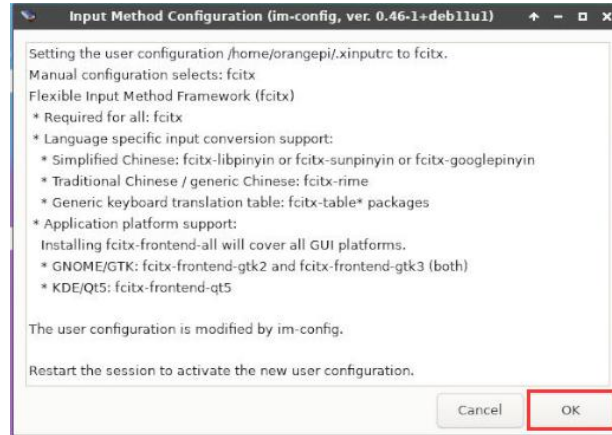 Input Method Configuration (im-config, ver. 0.46-1+deb11u1)
Setting the user configuration /home/orangepi/.xinputrc to fcitx.
Manual configuration selects: fcitx
Flexible Input Method Framework (fcitx)
* Required for all: fcitx
* Language specific input conversion support:
* Simplified Chinese: fcitx-libpinyin or fcitx-sunpinyin or fcitx-googlepinyin
* Traditional Chinese / generic Chinese: fcitx-rime
* Generic keyboard translation table: fcitx-table* packages
* Application platform support:
Installing fcitx-frontend-all will cover all GUI platforms.
* GNOME/GTK: fcitx-frontend-gtk2 and fcitx-frontend-gtk3 (both)
* KDE/Qt5: fcitx-frontend-qt5
The user configuration is modified by im-config.
Restart the session to activate the new user configuration.
Cancel OK